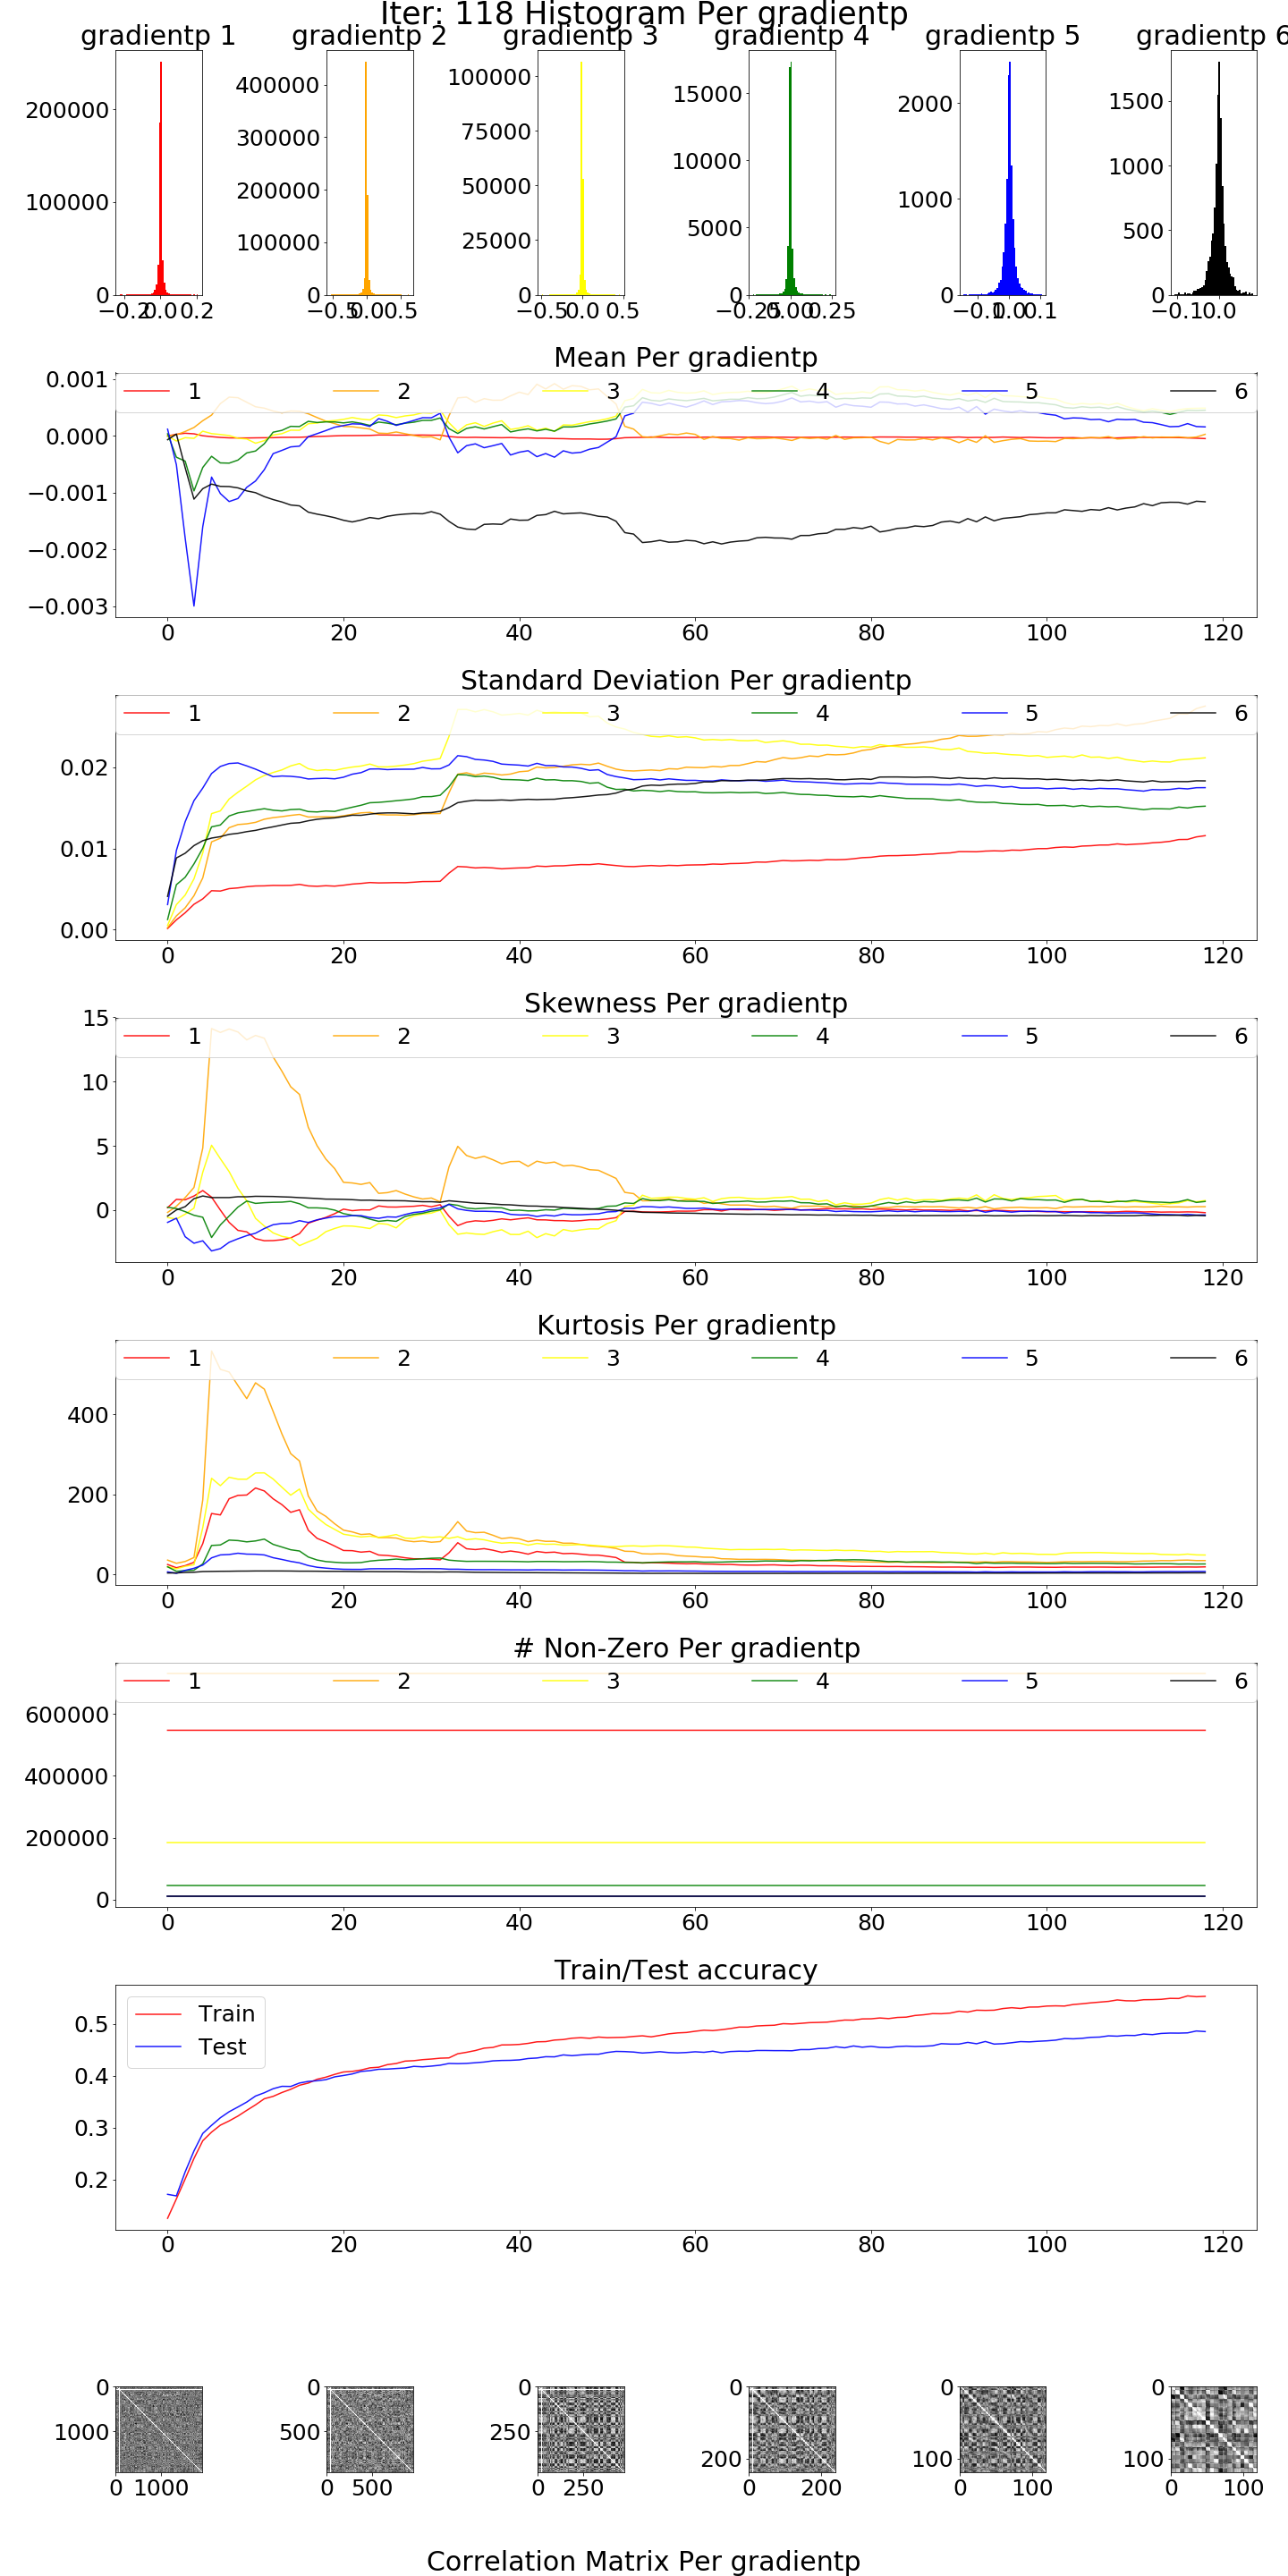 Iter: 118 Histogram Per gradientp
gradientp 1 gradientp 2 gradientp 3 gradientp 4 gradientp 5 gradientp 6
200000
100000
0
−0.2 0.0 0.2
400000
300000
200000
100000
0
−0.5 0.0 0.5
100000
75000
50000
25000
0
−0.5 0.0 0.5
15000
10000
5000
0
−0.25 0.00 0.25
2000
1000
0
−0.1 0.0 0.1
1500
1000
500
0
−0.1 0.0
Mean Per gradientp
1 2 3 4 5 6
0.001
0.000
−0.001
−0.002
−0.003
0 20 40 60 80 100 120
Standard Deviation Per gradientp
1 2 3 4 5 6
0.02
0.01
0.00
0 20 40 60 80 100 120
Skewness Per gradientp
1 2 3 4 5 6
15
10
5
0
0 20 40 60 80 100 120
Kurtosis Per gradientp
1 2 3 4 5 6
400
200
0
0 20 40 60 80 100 120
# Non-Zero Per gradientp
1 2 3 4 5 6
600000
400000
200000
0
0 20 40 60 80 100 120
Train/Test accuracy
Train
Test
0.5
0.4
0.3
0.2
0 20 40 60 80 100 120
0
1000
0 1000
0
500
0 500
0
250
0 250
0
200
0 200
0
100
0 100
0
100
0 100
Correlation Matrix Per gradientp